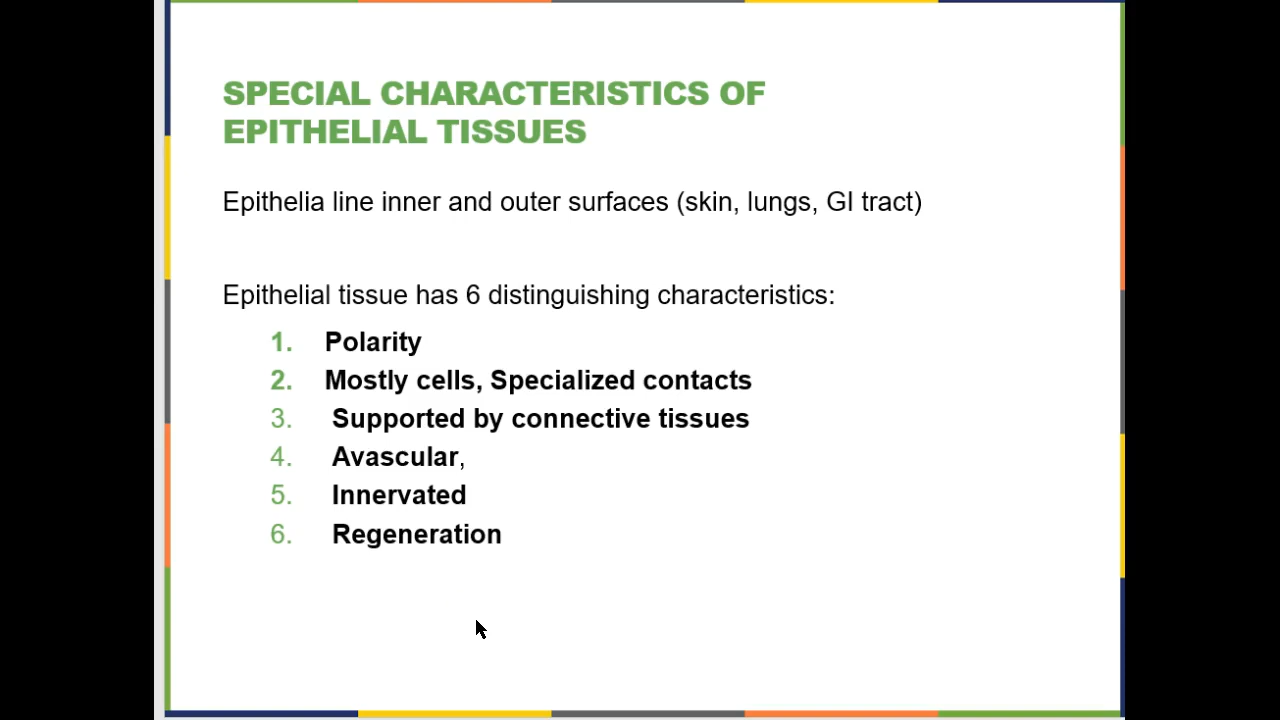 SPECIAL CHARACTERISTICS OF
EPITHELIAL TISSUES
Epithelia line inner and outer surfaces (skin, lungs, GI tract)
Epithelial tissue has 6 distinguishing characteristics:
1. Polarity
2. Mostly cells, Specialized contacts
3. Supported by connective tissues
4. Avascular,
5. Innervated
6. Regeneration